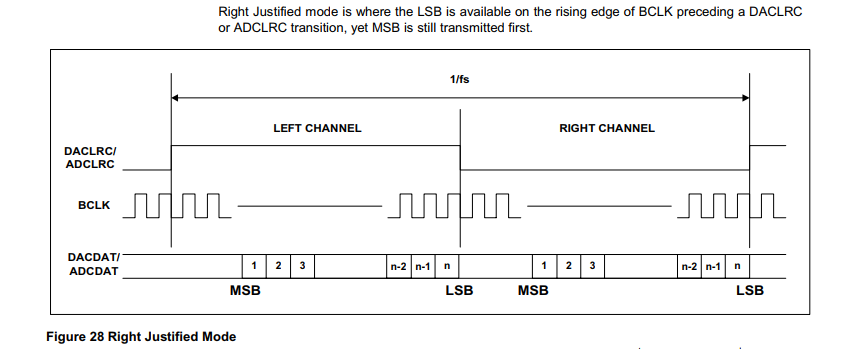 Right Justified mode is where the LSB is available on the rising edge of BCLK preceding a DACLRC
or ADCLRC transition, yet MSB is still transmitted first.
1/fs
LEFT CHANNEL RIGHT CHANNEL
DACLRC/
ADCLRC
BCLK
DACDAT/
ADCDAT
1 2 3 n-2 n-1 n 1 2 3 n-2 n-1 n
MSB LSB MSB LSB
Figure 28 Right Justified Mode